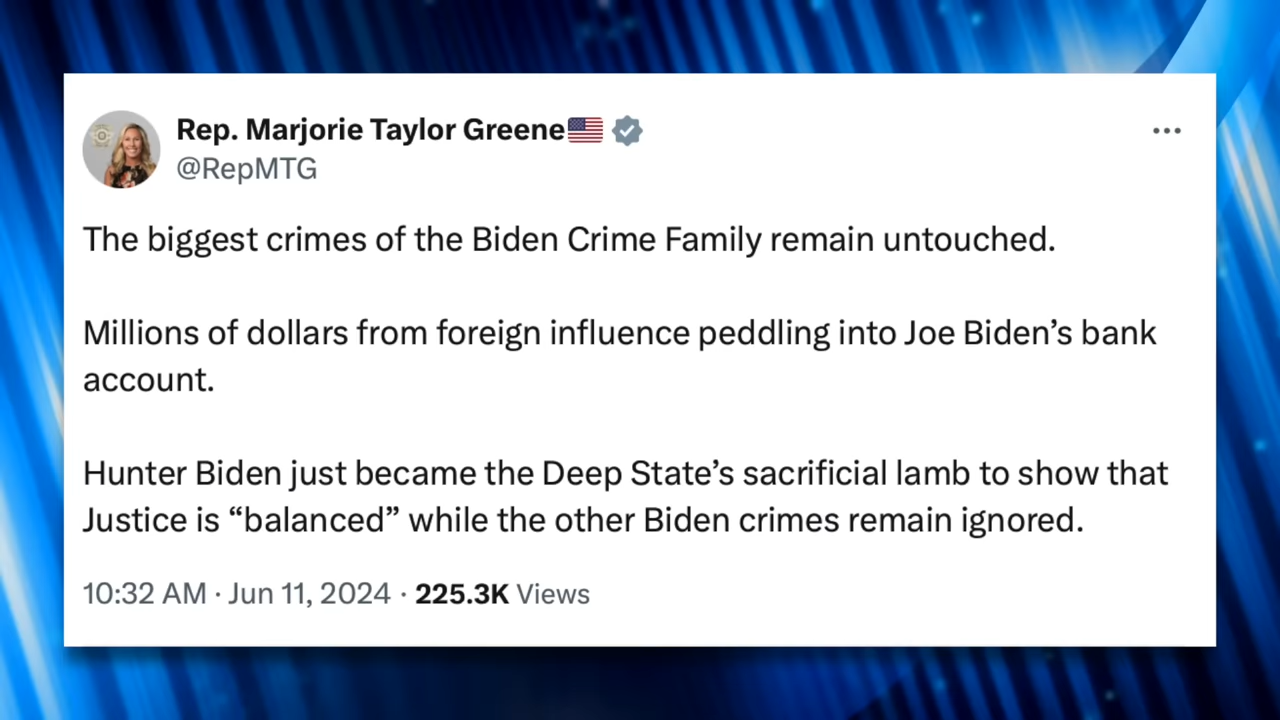 Rep. Marjorie Taylor Greene🇺🇸
@RepMTG
The biggest crimes of the Biden Crime Family remain untouched.
Millions of dollars from foreign influence peddling into Joe Biden’s bank
account.
Hunter Biden just became the Deep State’s sacrificial lamb to show that
Justice is “balanced” while the other Biden crimes remain ignored.
10:32 AM · Jun 11, 2024 · 225.3K Views